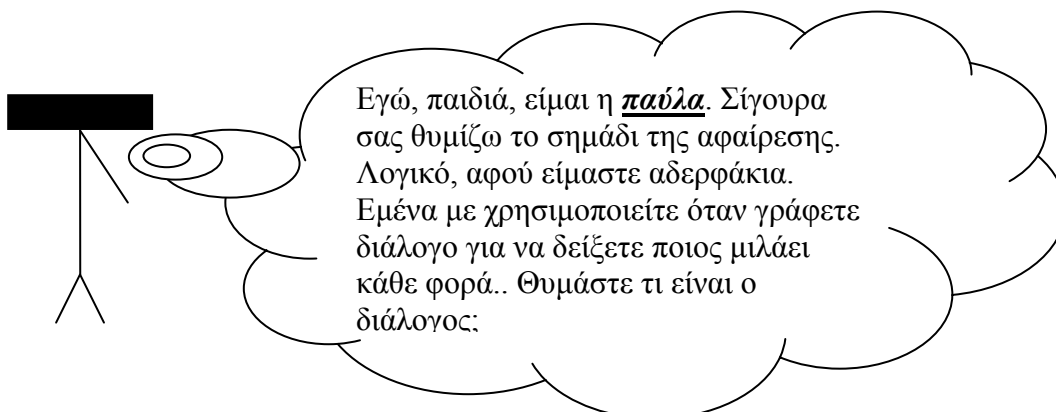 Εγώ, παιδιά, είμαι η παύλα. Σίγουρα
σας θυμίζω το σημάδι της αφαίρεσης.
Λογικό, αφού είμαστε αδερφάκια.
Εμένα με χρησιμοποιείτε όταν γράφετε
διάλογο για να δείξετε ποιος μιλάει
κάθε φορά.. Θυμάστε τι είναι ο
διάλογος;